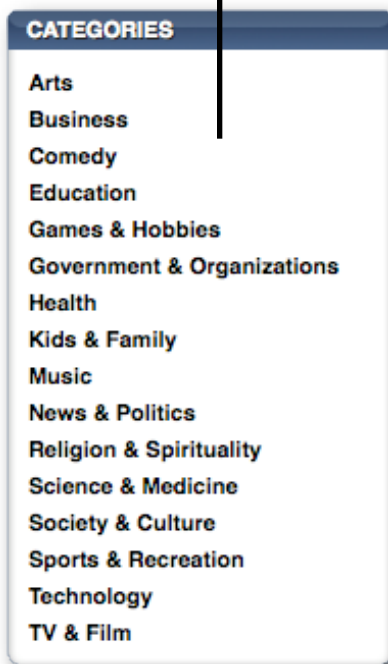 CATEGORIES
Arts
Business
Comedy
Education
Games & Hobbies
Government & Organizations
Health
Kids & Family
Music
News & Politics
Religion & Spirituality
Science & Medicine
Society & Culture
Sports & Recreation
Technology
TV & Film